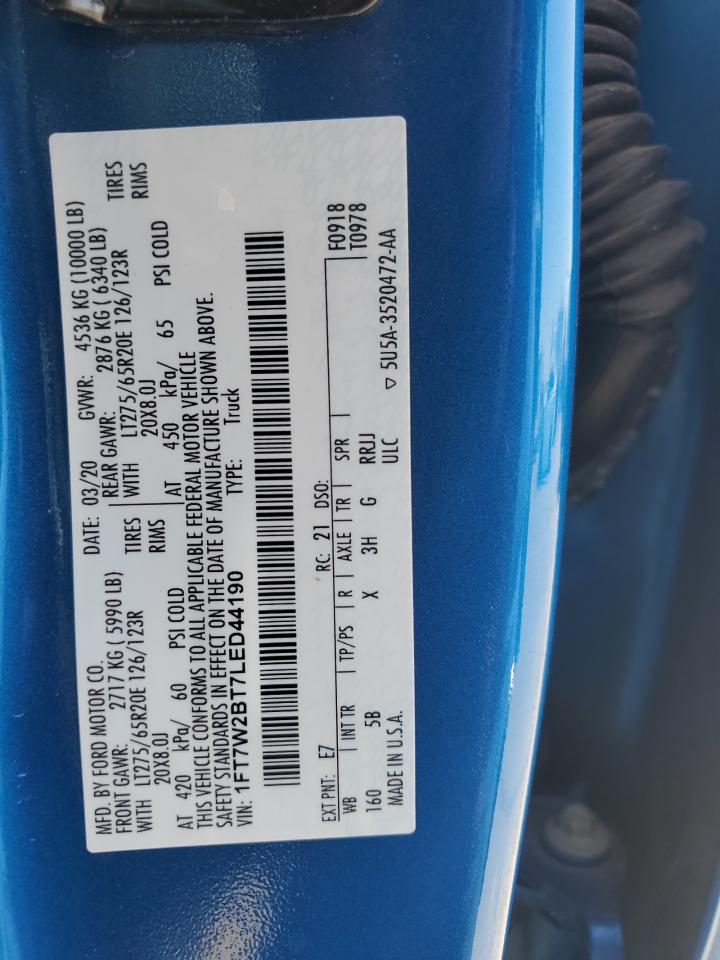 MFD. BY FORD MOTOR CO. DATE: 03/20 GVWR: 4536 KG (10000 LB)
FRONT GAWR: 2717 KG ( 5990 LB) REAR GAWR: 2876 KG ( 6340 LB)
WITH LT275/65R20E 126/123R TIRES WITH LT275/65R20E 126/123R TIRES
20X8.0J RIMS 20X8.0J RIMS
AT 420 kPa/ 60 PSI COLD AT 450 kPa/ 65 PSI COLD
THIS VEHICLE CONFORMS TO ALL APPLICABLE FEDERAL MOTOR VEHICLE
SAFETY STANDARDS IN EFFECT ON THE DATE OF MANUFACTURE SHOWN ABOVE.
VIN: 1FT7W2BT7LED44190 TYPE: Truck
F0918
EXT PNT: E7 RC: 21 DSO: T0978
WB INT TR TP/PS R AXLE TR SPR
160 5B X 3H G RRJJ
MADE IN U.S.A. ULC ▽ 5U5A-3520472-AA